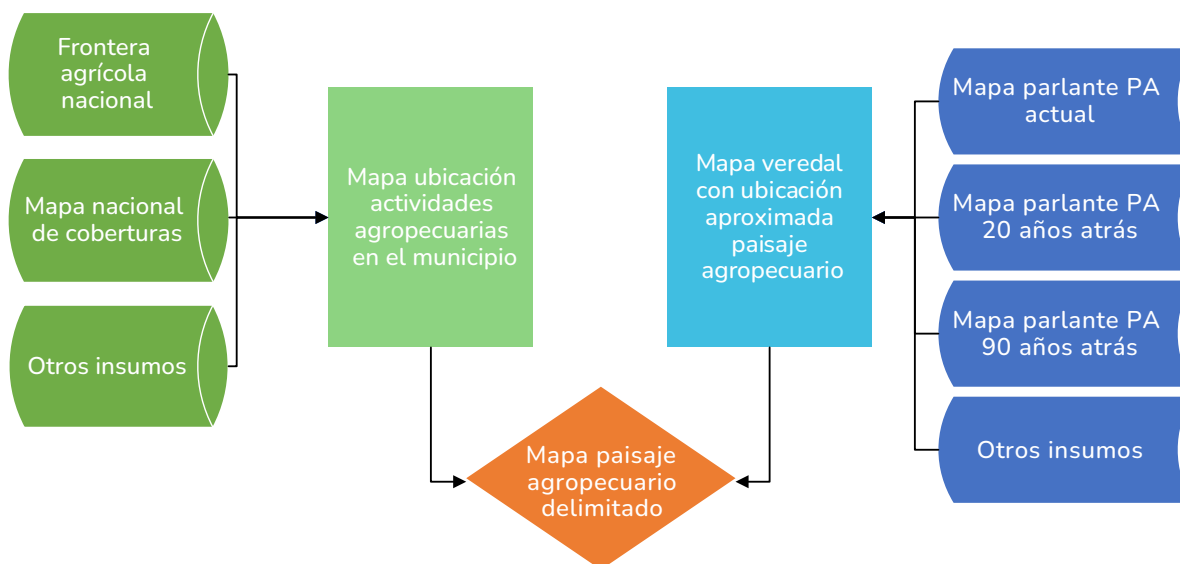 Frontera
agrícola
nacional
Mapa nacional
de coberturas
Otros insumos
Mapa ubicación
actividades
agropecuarias
en el municipio
Mapa veredal
con ubicación
aproximada
paisaje
agropecuario
Mapa parlante PA
actual
Mapa parlante PA
20 años atrás
Mapa parlante PA
90 años atrás
Otros insumos
Mapa paisaje
agropecuario
delimitado